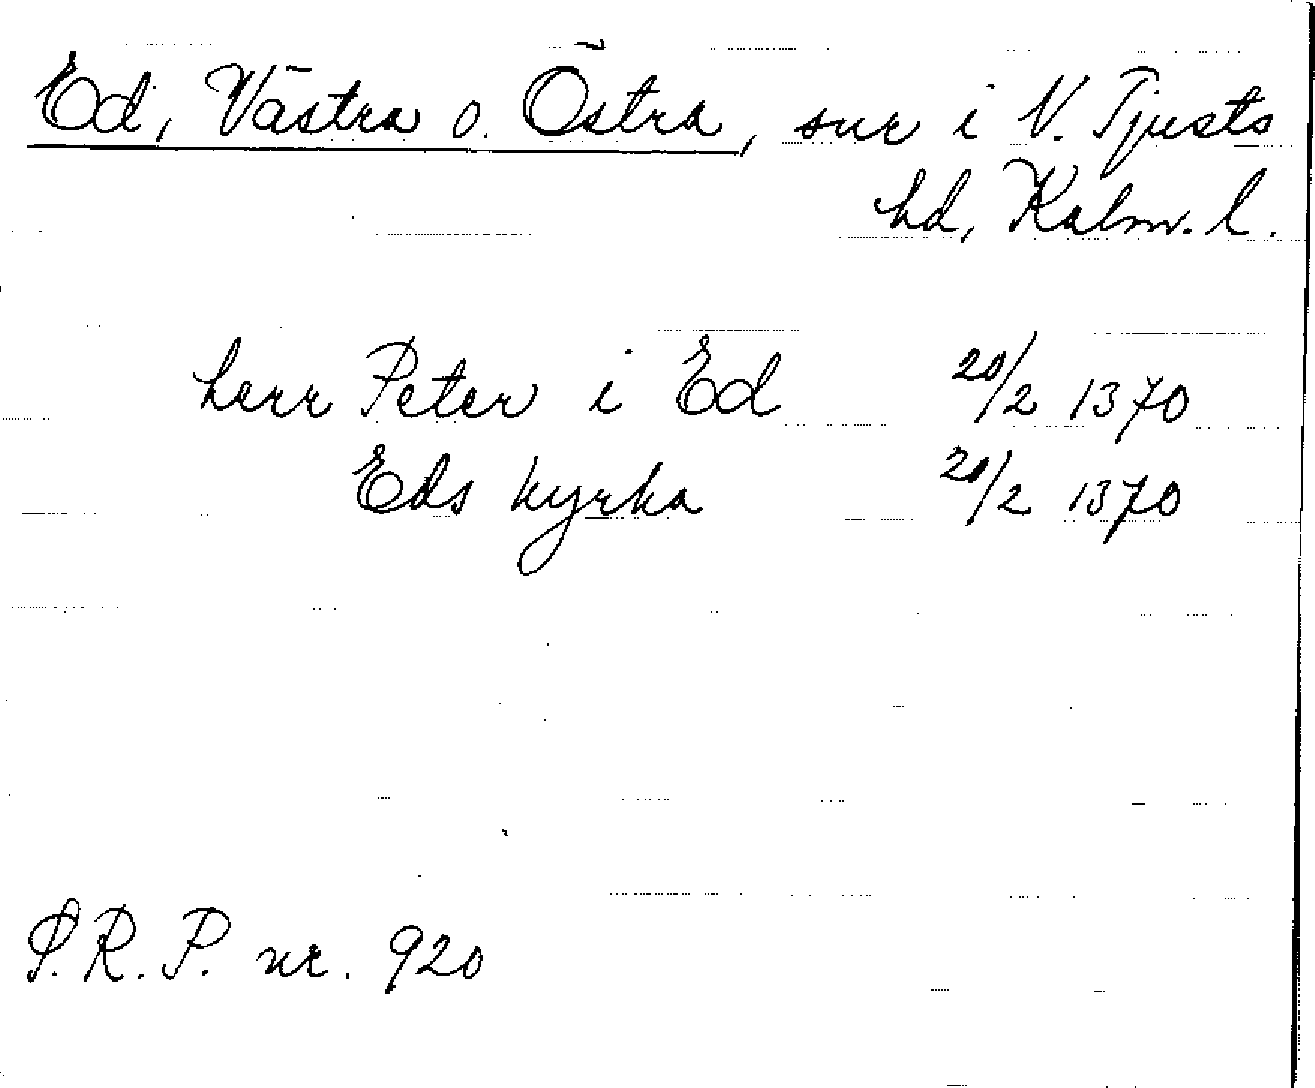 Ed, Västra o. Östra, snr i N. Tjusts
hd, Kalm. l.
herr Peter i Ed 20/2 1370
Eds kyrka 20/2 1370
S.R.P. nr. 920